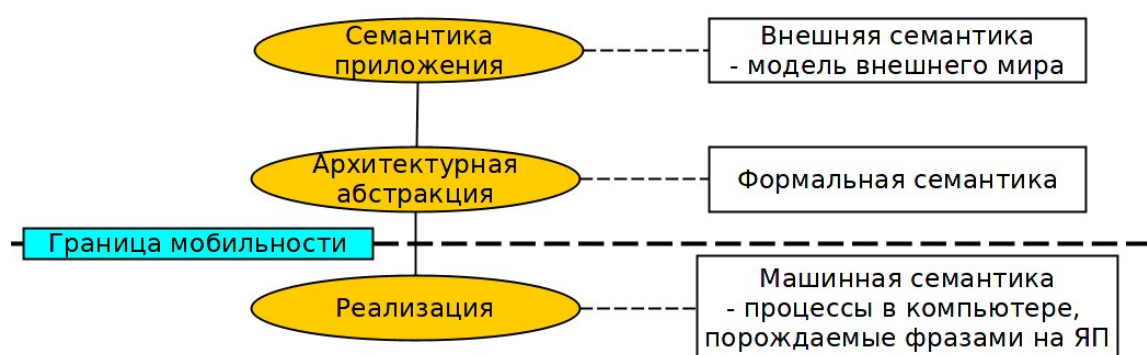 Семантика
приложения
Внешняя семантика
- модель внешнего мира
Архитектурная
абстракция
Формальная семантика
Граница мобильности
Реализация
Машинная семантика
- процессы в компьютере,
порождаемые фразами на ЯП